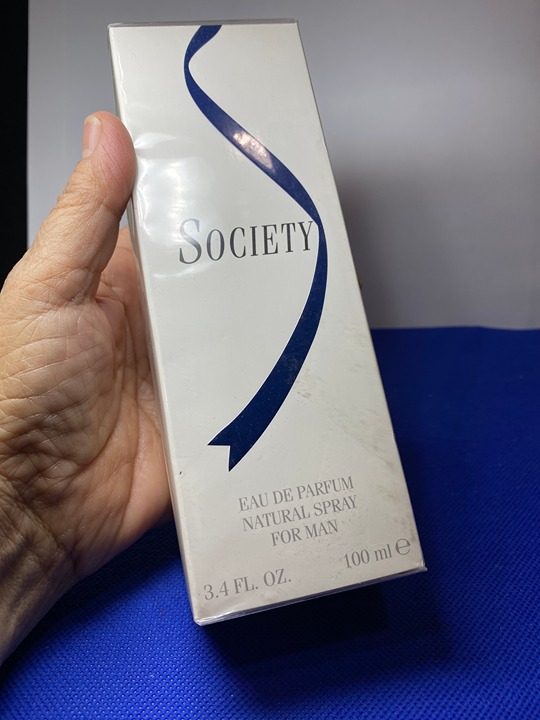 SOCIETY
EAU DE PARFUM
NATURAL SPRAY
FOR MAN
3.4 FL. OZ. 100 ml ℮